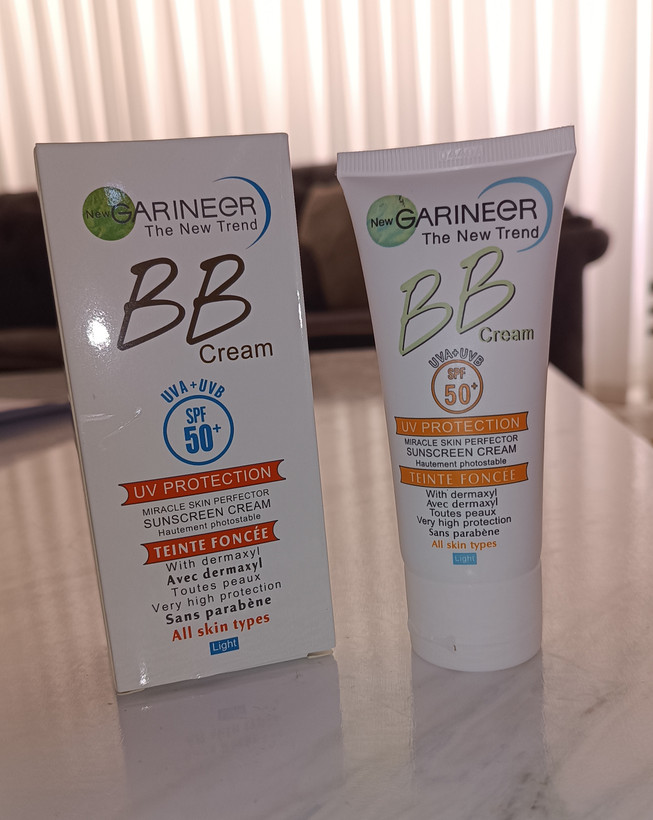 New GARINEER
The New Trend
BB
Cream
UVA+UVB
SPF
50+
UV PROTECTION
MIRACLE SKIN PERFECTOR
SUNSCREEN CREAM
Hautement photostable
TEINTE FONCÉE
With dermaxyl
Avec dermaxyl
Toutes peaux
Very high protection
Sans parabène
All skin types
Light
New GARINEER
The New Trend
BB
Cream
UVA+UVB
SPF
50+
UV PROTECTION
MIRACLE SKIN PERFECTOR
SUNSCREEN CREAM
Hautement photostable
TEINTE FONCÉE
With dermaxyl
Avec dermaxyl
Toutes peaux
Very high protection
Sans parabène
All skin types
Light